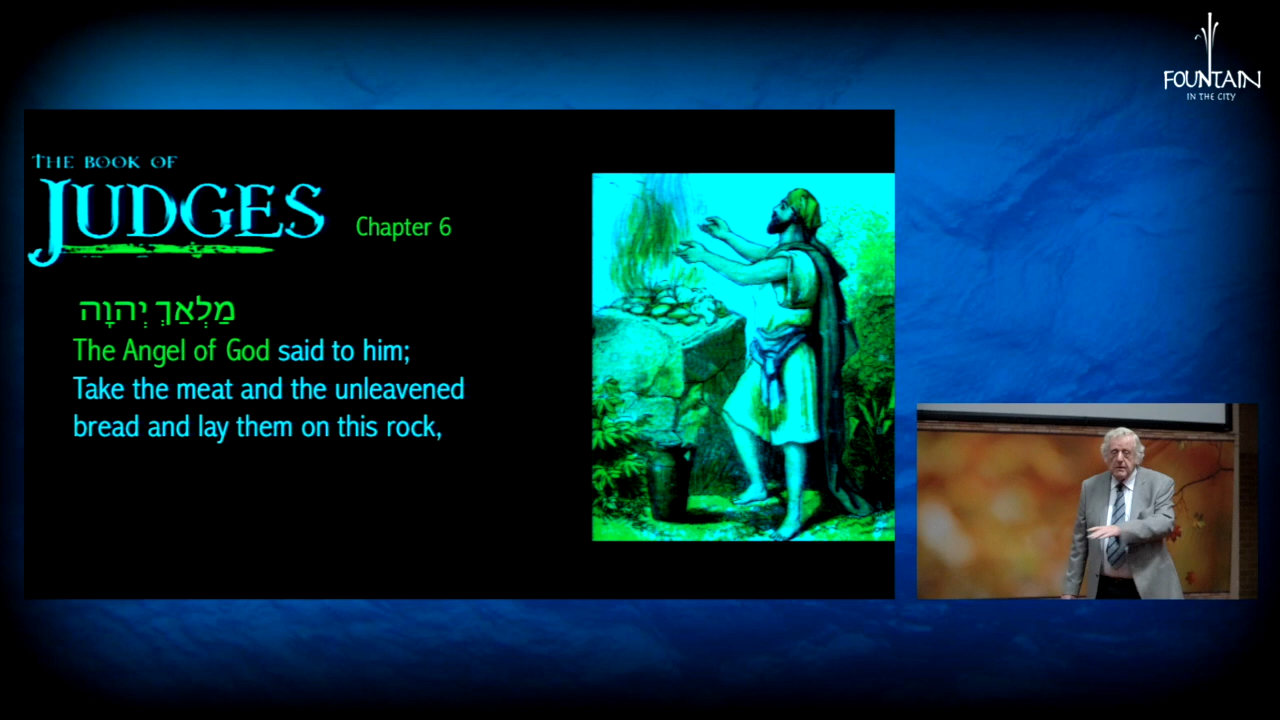 FOUNTAIN
IN THE CITY
THE BOOK OF
JUDGES
Chapter 6
מַלְאַךְ יְהוָה
The Angel of God said to him;
Take the meat and the unleavened
bread and lay them on this rock,